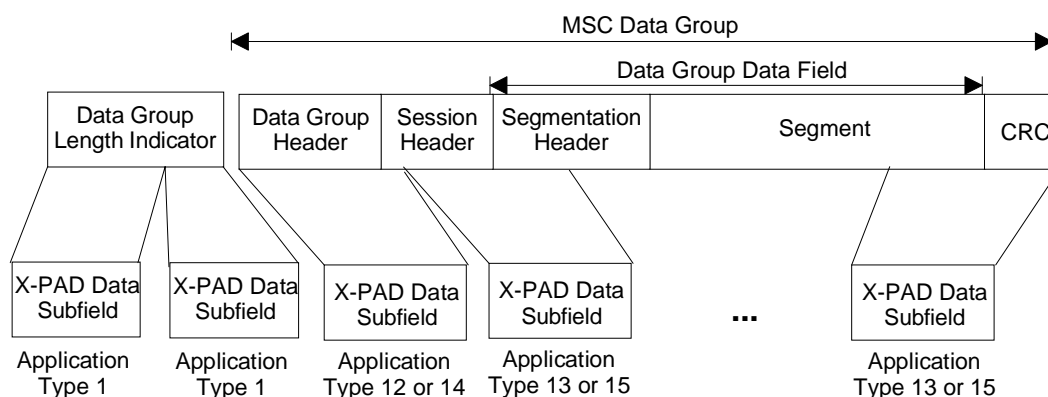 MSC Data Group
Data Group Data Field
Data Group
Length Indicator
Data Group
Header
Session
Header
Segmentation
Header
Segment
CRC
X-PAD Data
Subfield
X-PAD Data
Subfield
X-PAD Data
Subfield
X-PAD Data
Subfield
...
X-PAD Data
Subfield
Application
Type 1
Application
Type 1
Application
Type 12 or 14
Application
Type 13 or 15
Application
Type 13 or 15